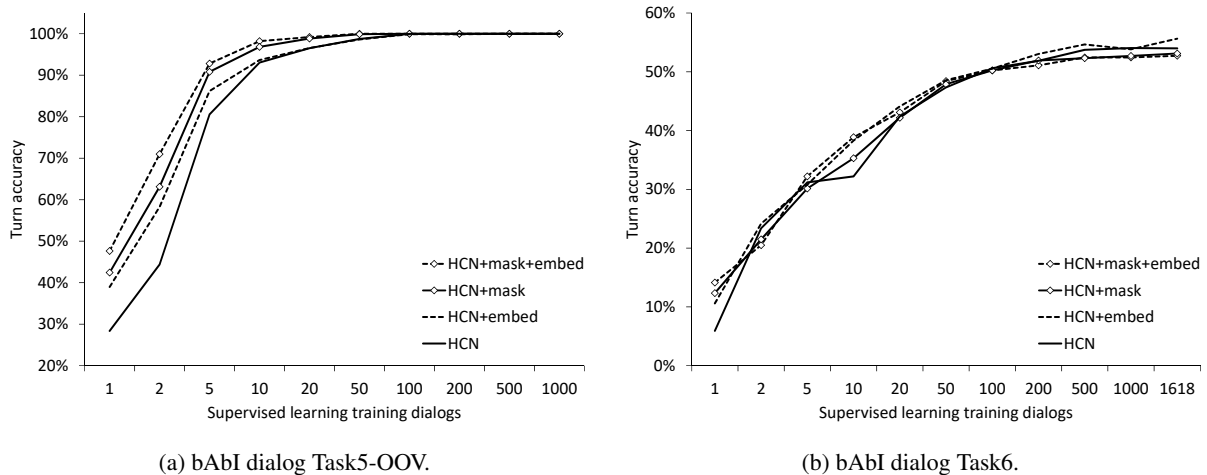 100%
90%
80%
70%
60%
50%
40%
30%
20%
Turn accuracy
1 2 5 10 20 50 100 200 500 1000
Supervised learning training dialogs
HCN+mask+embed
HCN+mask
HCN+embed
HCN
(a) bAbI dialog Task5-OOV.
60%
50%
40%
30%
20%
10%
0%
Turn accuracy
1 2 5 10 20 50 100 200 500 1000 1618
Supervised learning training dialogs
HCN+mask+embed
HCN+mask
HCN+embed
HCN
(b) bAbI dialog Task6.